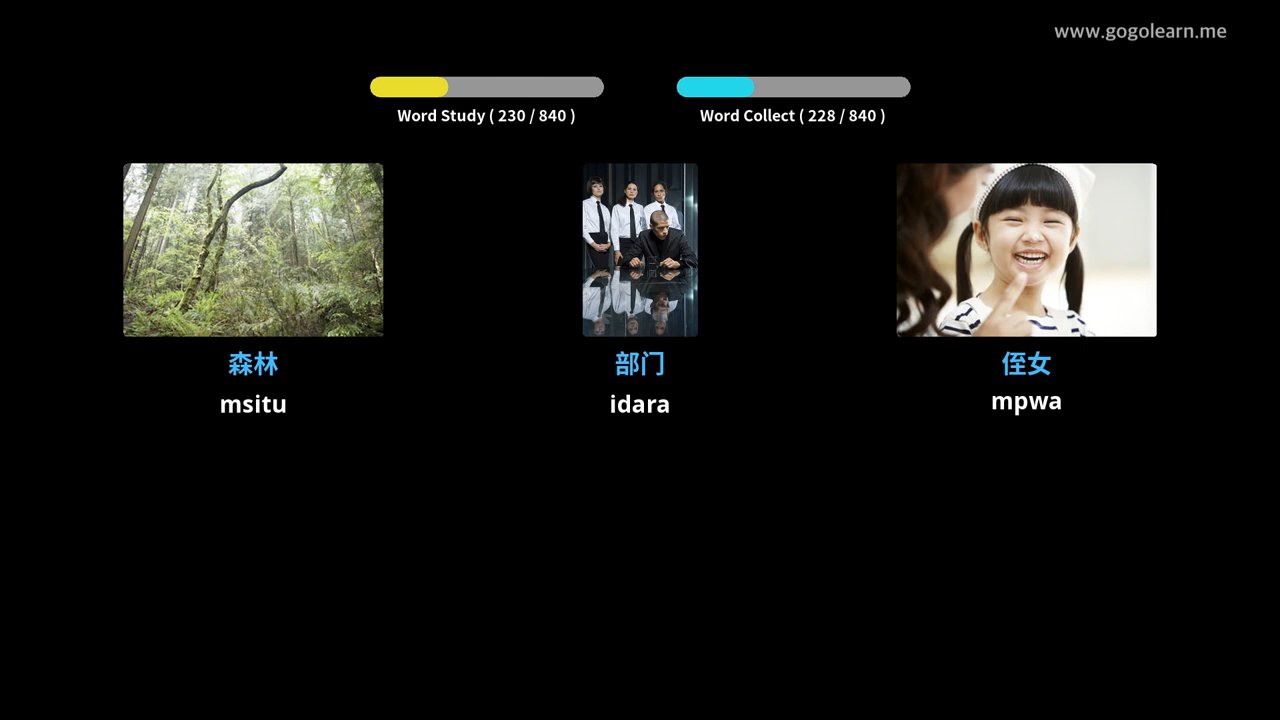 www.gogolearn.me
Word Study ( 230 / 840 )
Word Collect ( 228 / 840 )
森林
部门
侄女
msitu
idara
mpwa